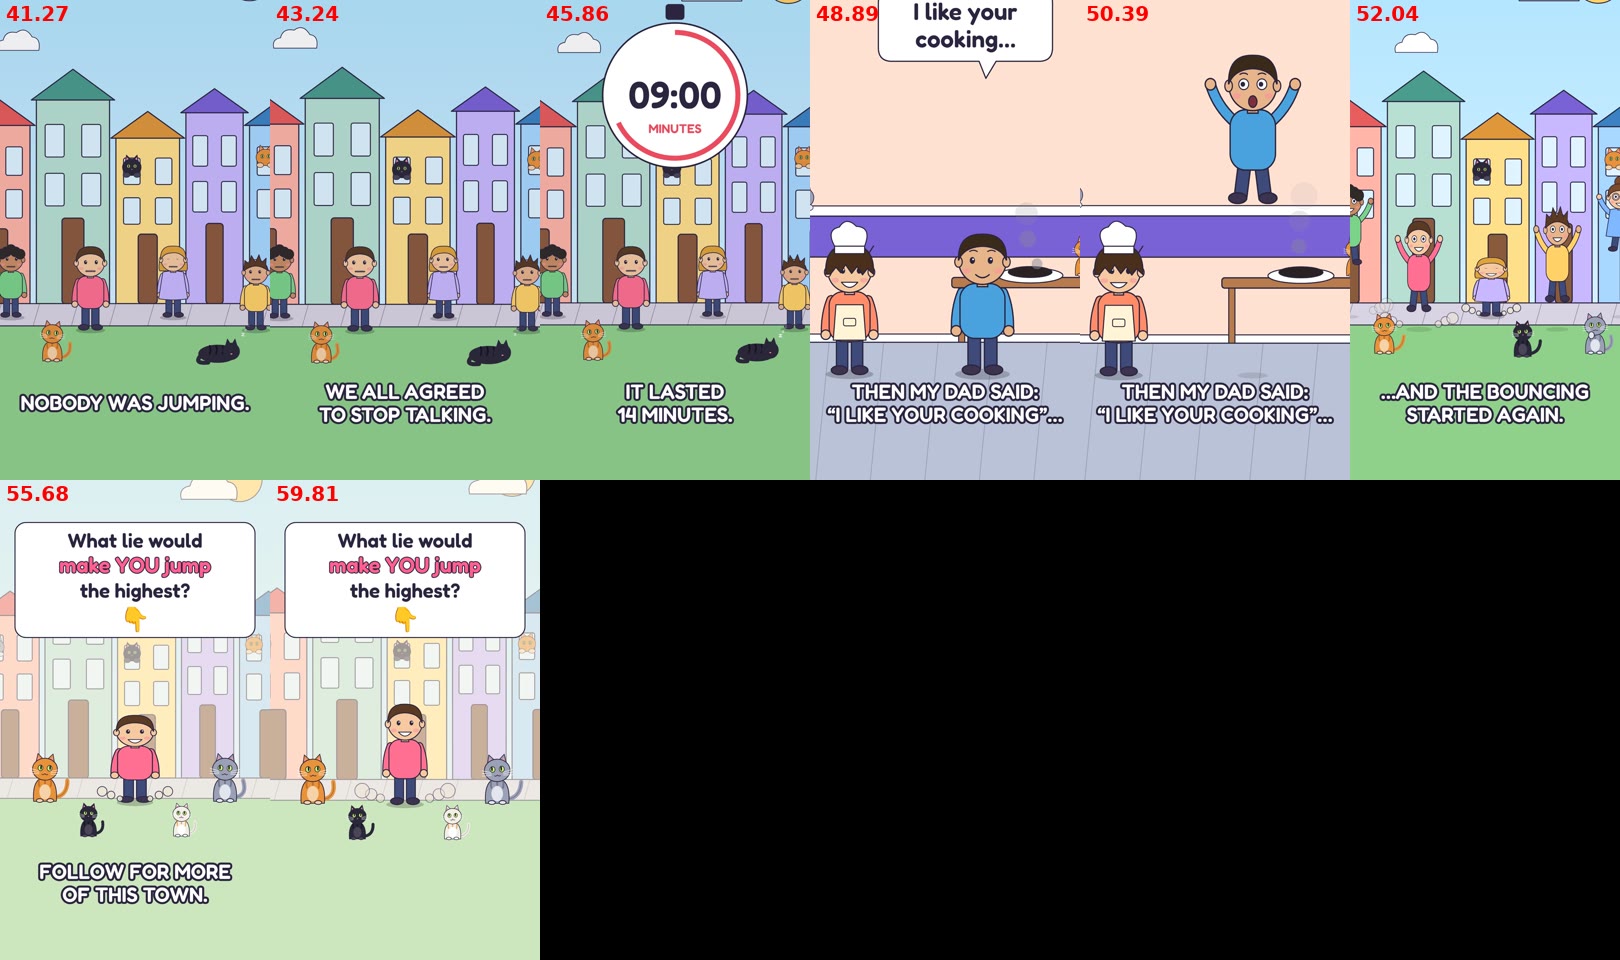 41.27
NOBODY WAS JUMPING.
43.24
WE ALL AGREED
TO STOP TALKING.
45.86
09:00
MINUTES
IT LASTED
14 MINUTES.
48.89
I like your
cooking...
THEN MY DAD SAID:
“I LIKE YOUR COOKING”...
50.39
THEN MY DAD SAID:
“I LIKE YOUR COOKING”...
52.04
...AND THE BOUNCING
STARTED AGAIN.
55.68
What lie would
make YOU jump
the highest?
FOLLOW FOR MORE
OF THIS TOWN.
59.81
What lie would
make YOU jump
the highest?